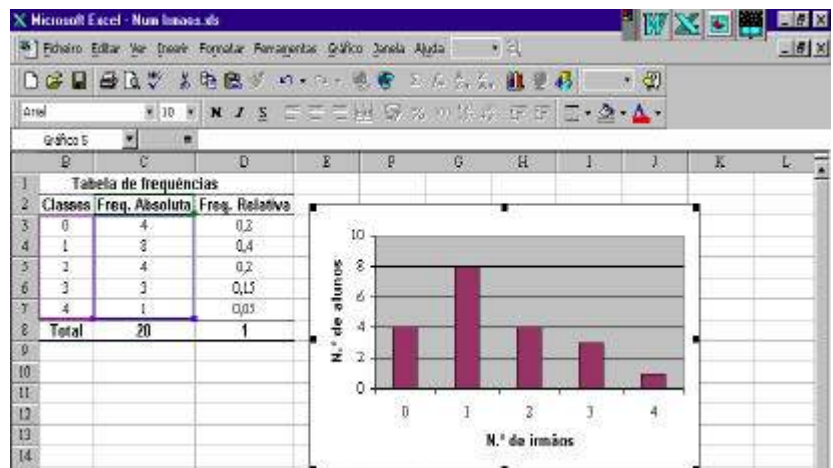 Microsoft Excel - Num Irmaos.xls
Ficheiro Editar Ver Inserir Formatar Ferramentas Gráfico Janela Ajuda
Arial 10 N I S
Gráfico 5
B C D E F G H I J K L
1 Tabela de frequências
2 Classes Freq. Absoluta Freq. Relativa
3 0 4 0,2
4 1 8 0,4
5 2 4 0,2
6 3 3 0,15
7 4 1 0,05
8 Total 20 1
9
10
11
12
13
14
10
8
6
4
2
0
N.º de alunos
0 1 2 3 4
N.º de irmãos